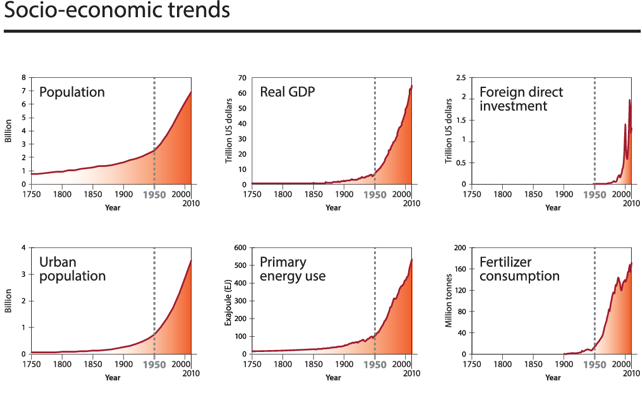 Socio-economic trends
Population
Billion
8
7
6
5
4
3
2
1
0
1750 1800 1850 1900 1950 2000
2010
Year
Real GDP
Trillion US dollars
70
60
50
40
30
20
10
0
1750 1800 1850 1900 1950 2000
2010
Year
Foreign direct
investment
Trillion US dollars
2.5
2
1.5
1
0.5
0
1750 1800 1850 1900 1950 2000
2010
Year
Urban
population
Billion
4
3
2
1
0
1750 1800 1850 1900 1950 2000
2010
Year
Primary
energy use
Exajoule (EJ)
600
500
400
300
200
100
0
1750 1800 1850 1900 1950 2000
2010
Year
Fertilizer
consumption
Million tonnes
200
160
120
80
40
0
1750 1800 1850 1900 1950 2000
2010
Year